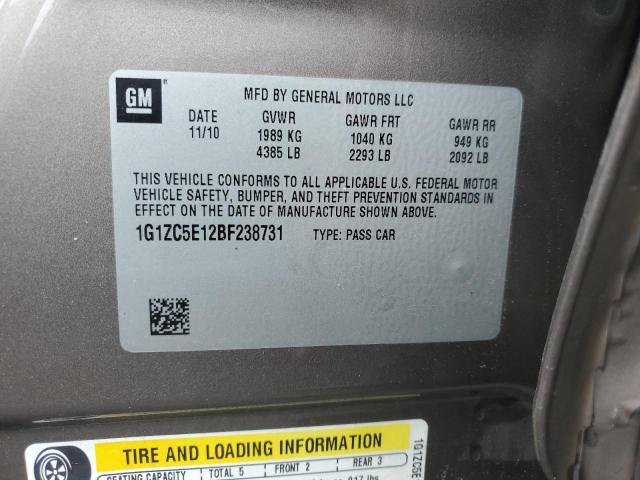 GM
MFD BY GENERAL MOTORS LLC
DATE GVWR GAWR FRT GAWR RR
11/10 1989 KG 1040 KG 949 KG
4385 LB 2293 LB 2092 LB
THIS VEHICLE CONFORMS TO ALL APPLICABLE U.S. FEDERAL MOTOR
VEHICLE SAFETY, BUMPER, AND THEFT PREVENTION STANDARDS IN
EFFECT ON THE DATE OF MANUFACTURE SHOWN ABOVE.
1G1ZC5E12BF238731 TYPE: PASS CAR
TIRE AND LOADING INFORMATION
SEATING CAPACITY TOTAL 5 FRONT 2 REAR 3
1G1ZC5E